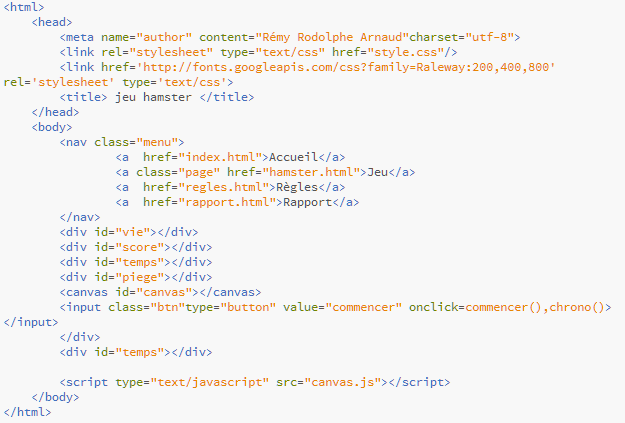 <html>
<head>
<meta name="author" content="Rémy Rodolphe Arnaud"charset="utf-8">
<link rel="stylesheet" type="text/css" href="style.css"/>
<link href='http://fonts.googleapis.com/css?family=Raleway:200,400,800'
rel='stylesheet' type='text/css'>
<title> jeu hamster </title>
</head>
<body>
<nav class="menu">
<a  href="index.html">Accueil</a>
<a class="page" href="hamster.html">Jeu</a>
<a  href="regles.html">Règles</a>
<a  href="rapport.html">Rapport</a>
</nav>
<div id="vie"></div>
<div id="score"></div>
<div id="temps"></div>
<div id="piege"></div>
<canvas id="canvas"></canvas>
<input class="btn"type="button" value="commencer" onclick=commencer(),chrono()>
</input>
</div>
<div id="temps"></div>
<script type="text/javascript" src="canvas.js"></script>
</body>
</html>